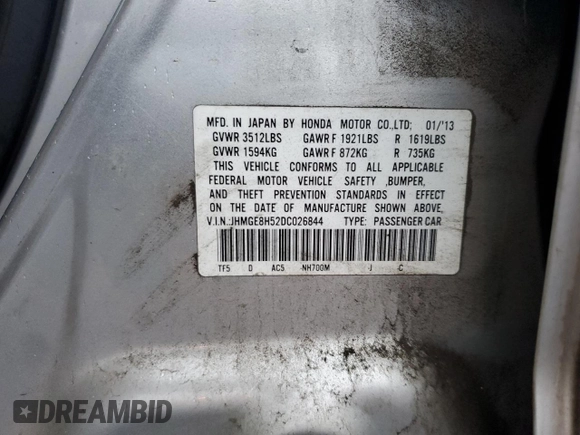 MFD. IN JAPAN BY HONDA MOTOR CO.,LTD; 01/'13
GVWR 3512LBS GAWR F 1921LBS R 1619LBS
GVWR 1594KG GAWR F 872KG R 735KG
THIS VEHICLE CONFORMS TO ALL APPLICABLE
FEDERAL MOTOR VEHICLE SAFETY ,BUMPER,
AND THEFT PREVENTION STANDARDS IN EFFECT
ON THE DATE OF MANUFACTURE SHOWN ABOVE.
V.I.N.:JHMGE8H52DC026844 TYPE: PASSENGER CAR
TF5 D AC5 NH700M J C
DREAMBID